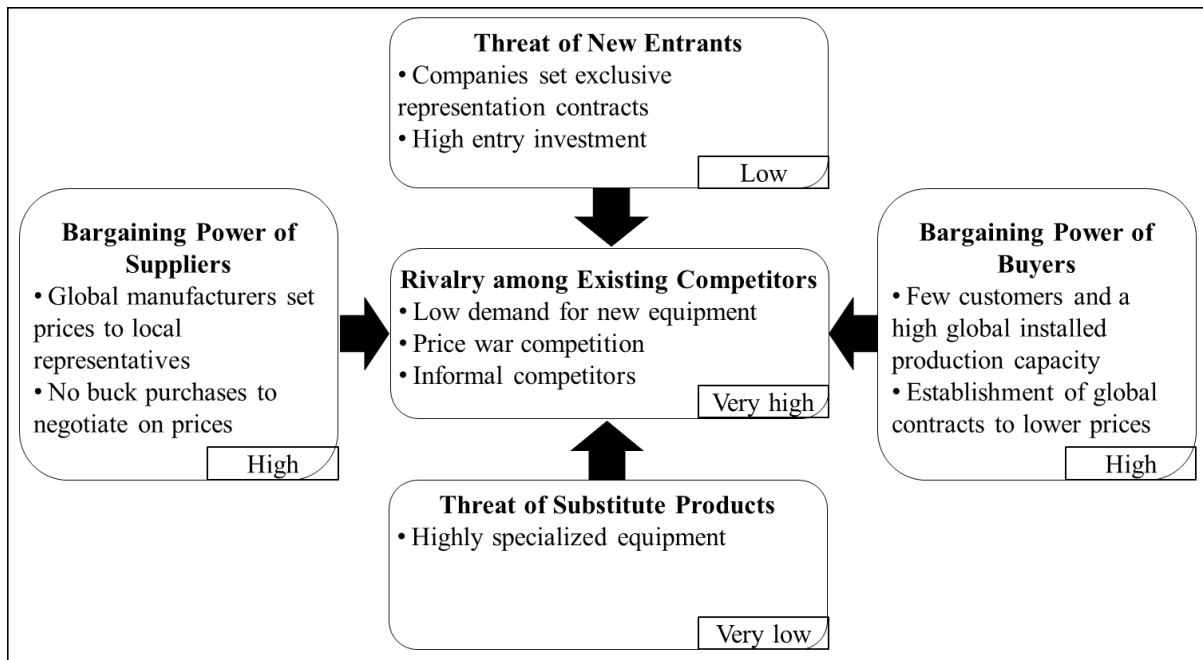 Threat of New Entrants
• Companies set exclusive
representation contracts
• High entry investment
Low
Bargaining Power of
Suppliers
• Global manufacturers set
prices to local
representatives
• No buck purchases to
negotiate on prices
High
Rivalry among Existing Competitors
• Low demand for new equipment
• Price war competition
• Informal competitors
Very high
Bargaining Power of
Buyers
• Few customers and a
high global installed
production capacity
• Establishment of global
contracts to lower prices
High
Threat of Substitute Products
• Highly specialized equipment
Very low